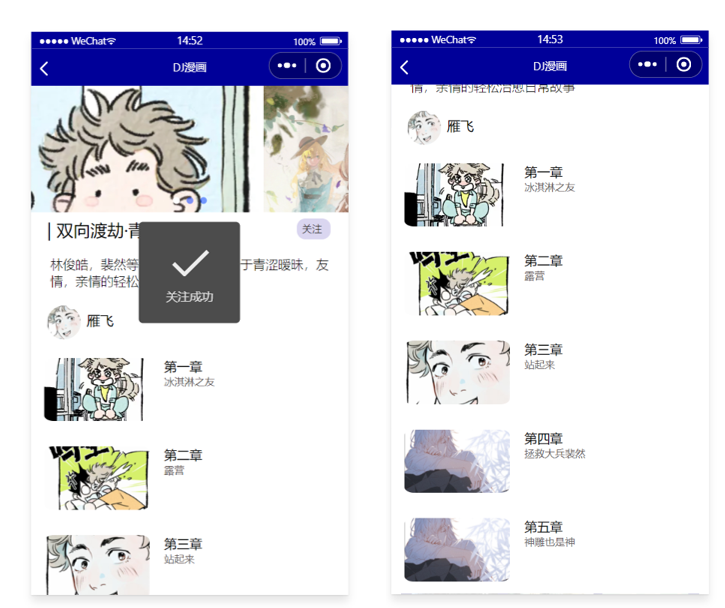 WeChat
14:52
100%
DJ漫画
| 双向渡劫·青
关注
林俊皓，裴然等
于青涩暧昧，友
情，亲情的轻松
关注成功
雁飞
第一章
冰淇淋之友
第二章
露营
第三章
站起来
WeChat
14:53
100%
DJ漫画
情，亲情的轻松治愈日常故事
雁飞
第一章
冰淇淋之友
第二章
露营
第三章
站起来
第四章
拯救大兵装然
第五章
神雕也是神